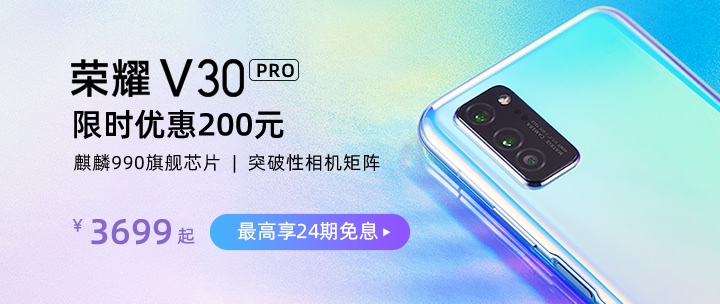 荣耀 V30 PRO
限时优惠200元
麒麟990旗舰芯片 | 突破性相机矩阵
¥ 3699 起
最高享24期免息
MATRIX CAMERA